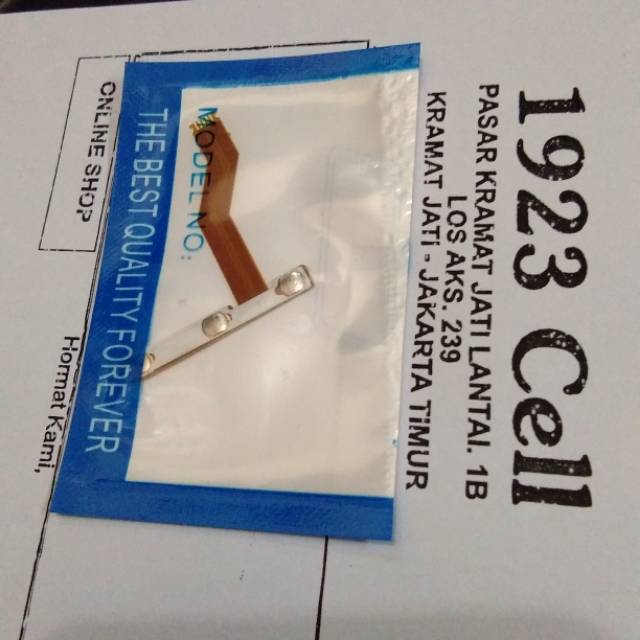 1923 Cell
PASAR KRAMAT JATI LANTAI. 1B
LOS AKS. 239
KRAMAT JATi - JAKARTA TiMUR
MODEL NO:
THE BEST QUALITY FOREVER
ONLINE SHOP
Hormat Kami,